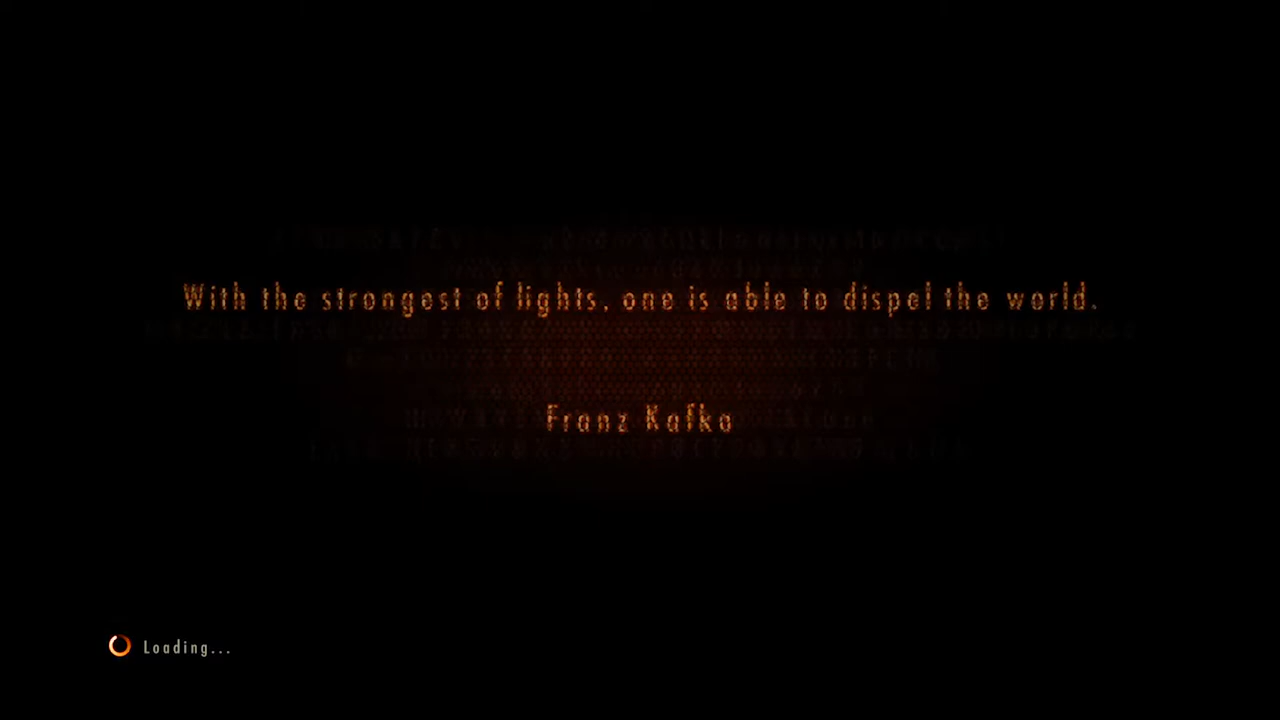 With the strongest of lights, one is able to dispel the world.
Franz Kafka
Loading...